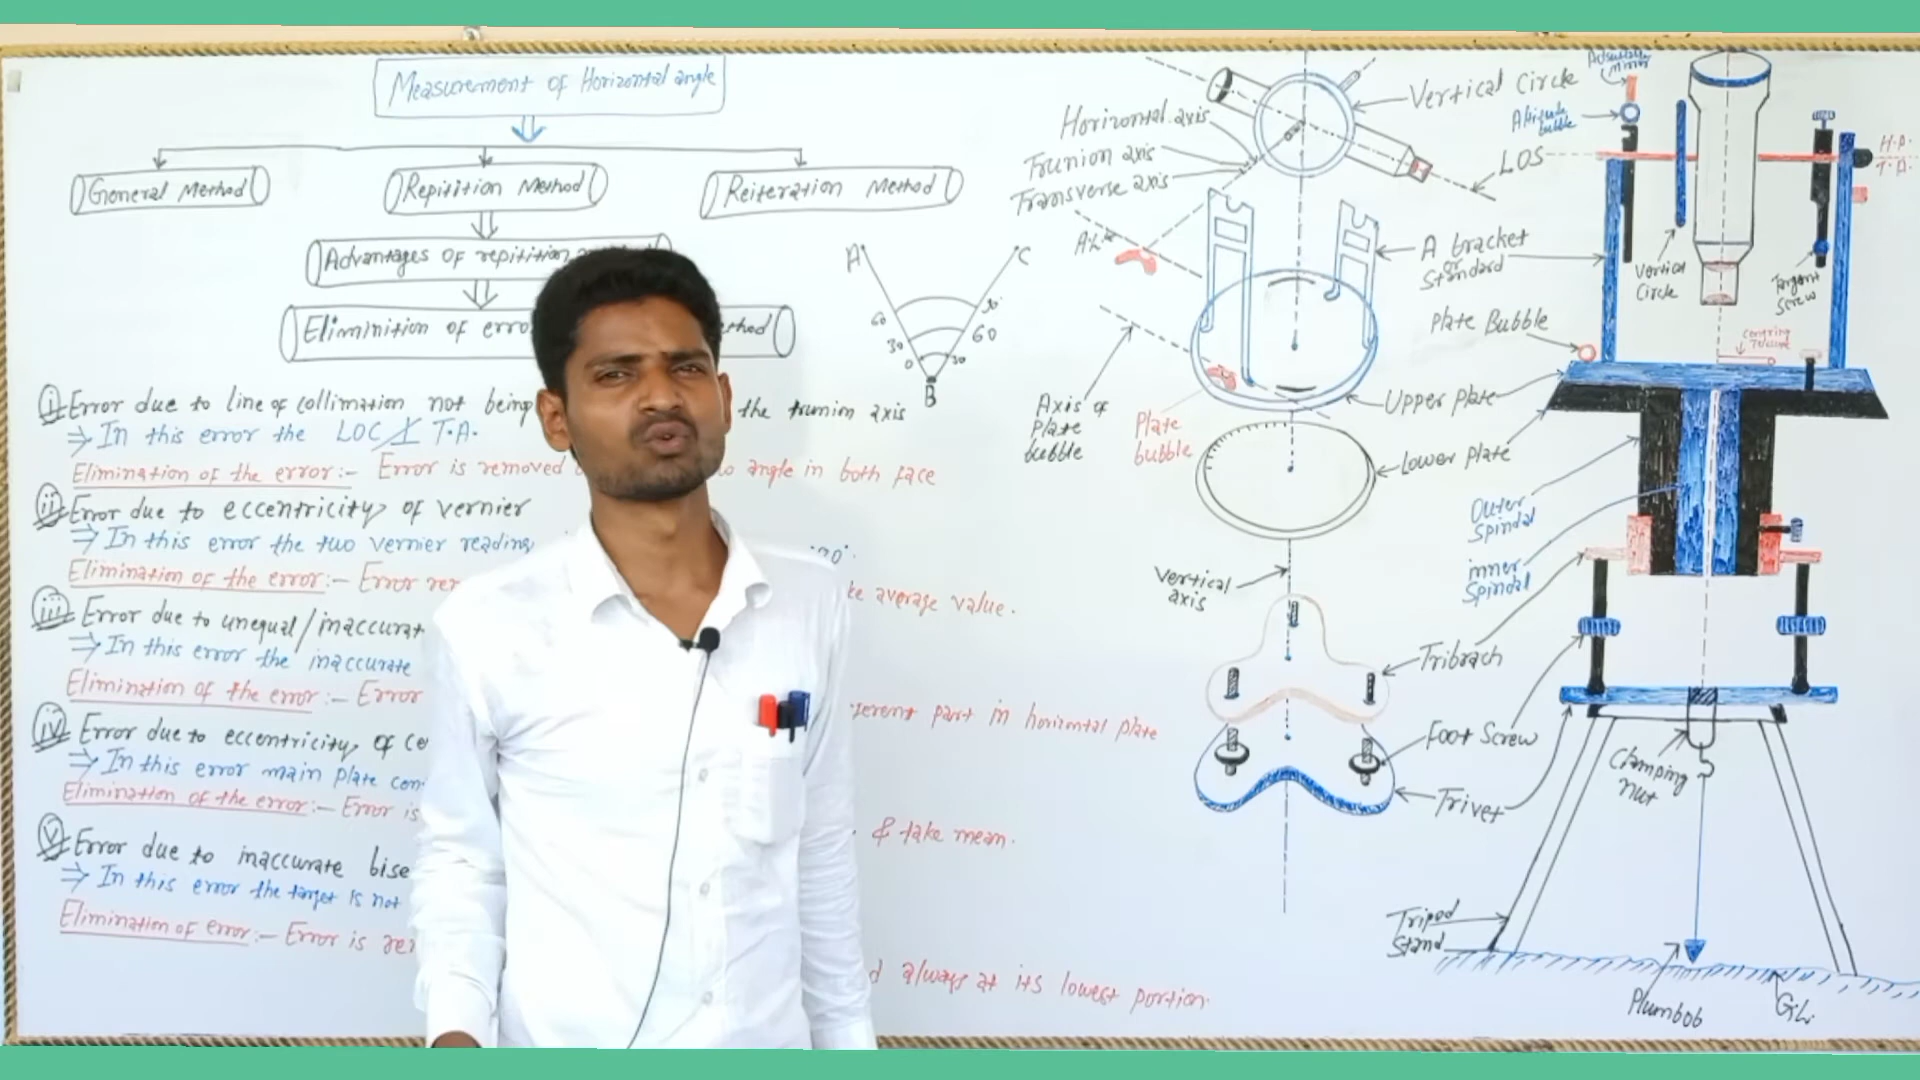 Measurement of Horizontal angle
General Method
Repitition Method
Reiteration Method
Advantages of repitition
Eliminition of erro
thod
A
C
60
30
0
30
60
90
B
i) Error due to line of collimation not being the trunion axis
⇒ In this error the LOC ⊥̸ T.A.
Elimination of the error:- Error is removed angle in both face
ii) Error due to eccentricity of vernier
⇒ In this error the two vernier reading
Elimination of the error:- Error rem ke average value.
iii) Error due to unequal/inaccurat
⇒ In this error the inaccurate
Elimination of the error:- Error ferent part in horizontal plate
iv) Error due to eccentricity of ce
⇒ In this error main plate con
Elimination of the error:- Error is & take mean.
v) Error due to inaccurate bise
⇒ In this error the target is not
Elimination of error:- Error is rem d always at its lowest portion.
Vertical Circle
Horizontal axis
Trunion axis
Transverse axis
LOS
A bracket
or
Standard
Plate Bubble
Axis of
Plate
bubble
Plate
bubble
Upper Plate
Lower Plate
Vertical
axis
Tribrach
Foot Screw
Trivet
Altitude
bubble
H.A.
T.A.
Vertical
Circle
Tangent
Screw
Outer
Spindal
inner
Spindal
Clamping
nut
Tripod
Stand
Plumbob
G.L.